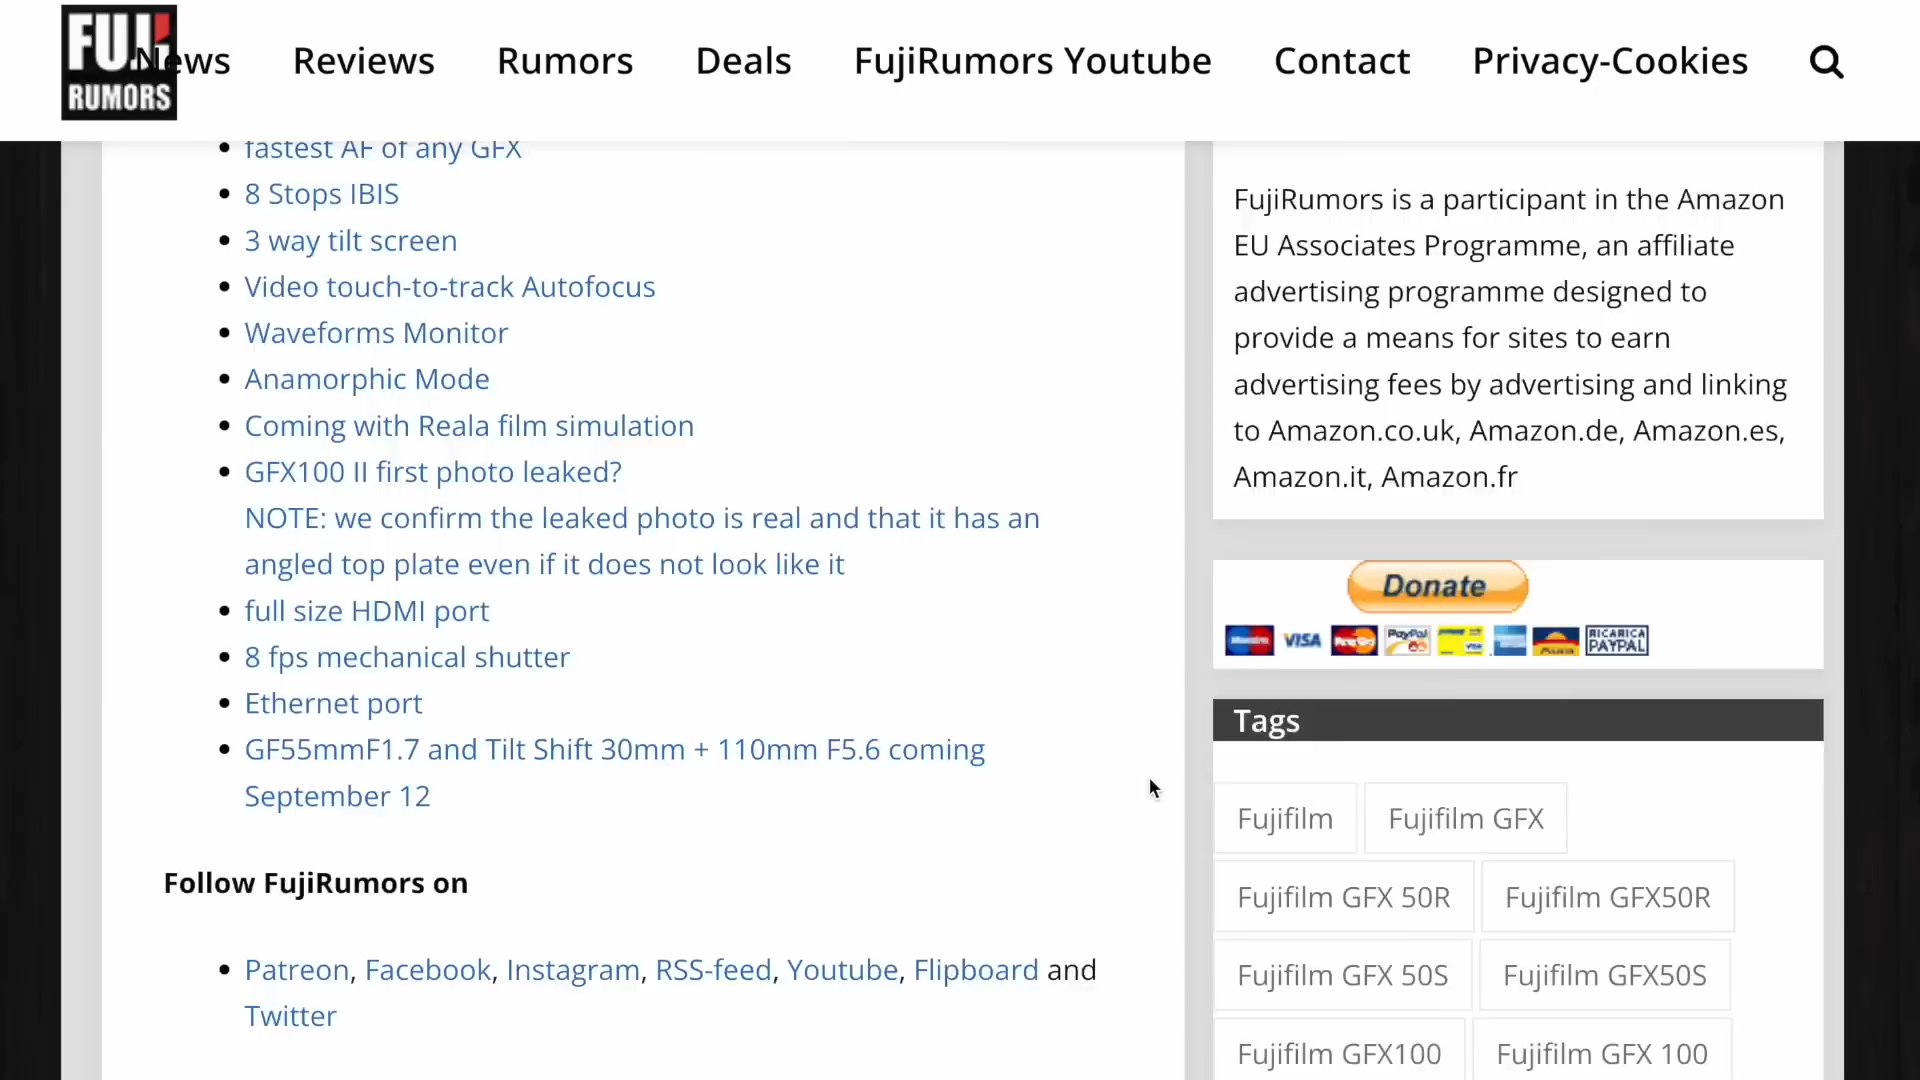 FUJI RUMORS
News Reviews Rumors Deals FujiRumors Youtube Contact Privacy-Cookies
fastest AF of any GFX
8 Stops IBIS
3 way tilt screen
Video touch-to-track Autofocus
Waveforms Monitor
Anamorphic Mode
Coming with Reala film simulation
GFX100 II first photo leaked?
NOTE: we confirm the leaked photo is real and that it has an
angled top plate even if it does not look like it
full size HDMI port
8 fps mechanical shutter
Ethernet port
GF55mmF1.7 and Tilt Shift 30mm + 110mm F5.6 coming
September 12
Follow FujiRumors on
Patreon, Facebook, Instagram, RSS-feed, Youtube, Flipboard and
Twitter
FujiRumors is a participant in the Amazon
EU Associates Programme, an affiliate
advertising programme designed to
provide a means for sites to earn
advertising fees by advertising and linking
to Amazon.co.uk, Amazon.de, Amazon.es,
Amazon.it, Amazon.fr
Donate
VISA PayPal RICARICA PAYPAL
Tags
Fujifilm Fujifilm GFX
Fujifilm GFX 50R Fujifilm GFX50R
Fujifilm GFX 50S Fujifilm GFX50S
Fujifilm GFX100 Fujifilm GFX 100